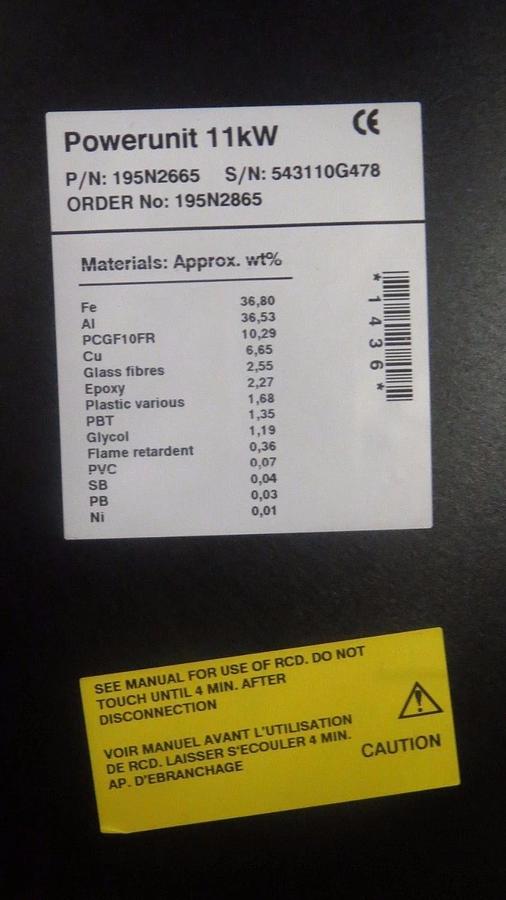 Powerunit 11kW CE
P/N: 195N2665 S/N: 543110G478
ORDER No: 195N2865
Materials: Approx. wt%
Fe 36,80
Al 36,53
PCGF10FR 10,29
Cu 6,65
Glass fibres 2,55
Epoxy 2,27
Plastic various 1,68
PBT 1,35
Glycol 1,19
Flame retardent 0,36
PVC 0,07
SB 0,04
PB 0,03
Ni 0,01
*1436*
SEE MANUAL FOR USE OF RCD. DO NOT
TOUCH UNTIL 4 MIN. AFTER
DISCONNECTION
VOIR MANUEL AVANT L'UTILISATION
DE RCD. LAISSER S'ECOULER 4 MIN.
AP. D'EBRANCHAGE
CAUTION